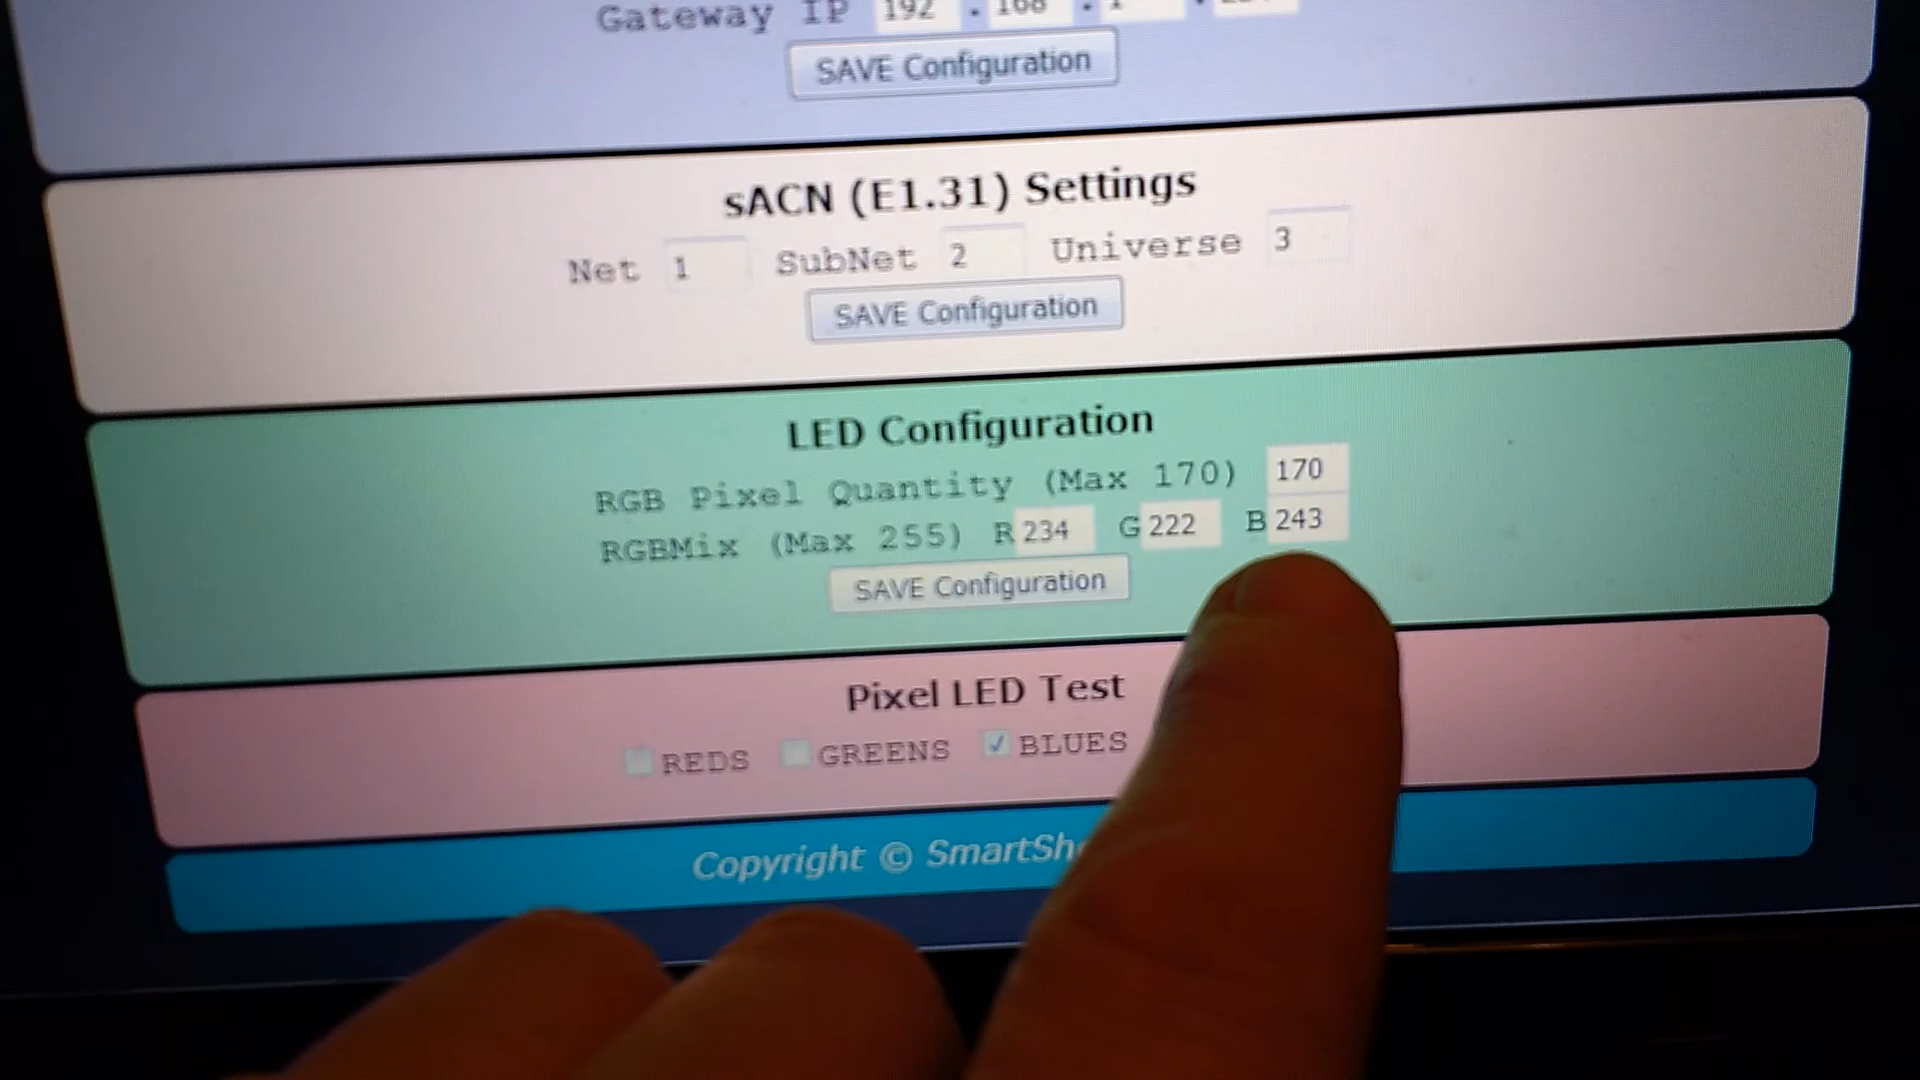 Gateway IP 192 . 168 . 1 .
SAVE Configuration
sACN (E1.31) Settings
Net 1 SubNet 2 Universe 3
SAVE Configuration
LED Configuration
RGB Pixel Quantity (Max 170) 170
RGBMix (Max 255) R 234 G 222 B 243
SAVE Configuration
Pixel LED Test
REDS GREENS BLUES
Copyright ©